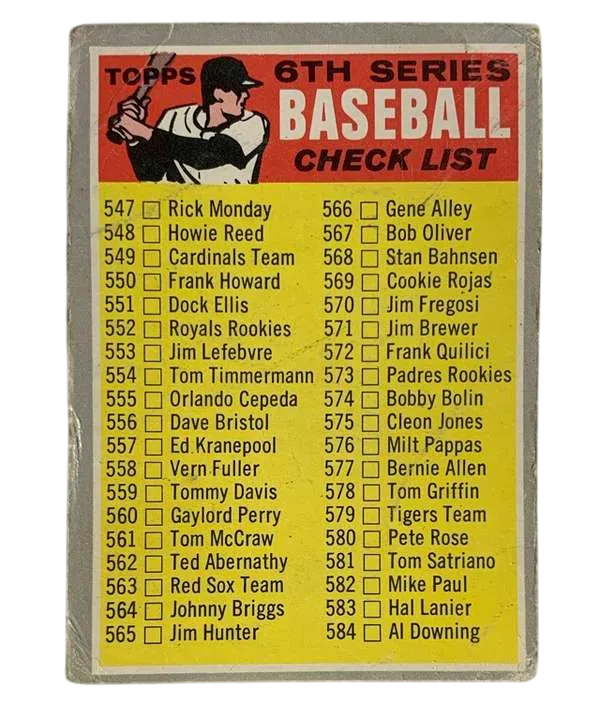 TOPPS
6TH SERIES
BASEBALL
CHECK LIST
547 Rick Monday
548 Howie Reed
549 Cardinals Team
550 Frank Howard
551 Dock Ellis
552 Royals Rookies
553 Jim Lefebvre
554 Tom Timmermann
555 Orlando Cepeda
556 Dave Bristol
557 Ed Kranepool
558 Vern Fuller
559 Tommy Davis
560 Gaylord Perry
561 Tom McCraw
562 Ted Abernathy
563 Red Sox Team
564 Johnny Briggs
565 Jim Hunter
566 Gene Alley
567 Bob Oliver
568 Stan Bahnsen
569 Cookie Rojas
570 Jim Fregosi
571 Jim Brewer
572 Frank Quilici
573 Padres Rookies
574 Bobby Bolin
575 Cleon Jones
576 Milt Pappas
577 Bernie Allen
578 Tom Griffin
579 Tigers Team
580 Pete Rose
581 Tom Satriano
582 Mike Paul
583 Hal Lanier
584 Al Downing